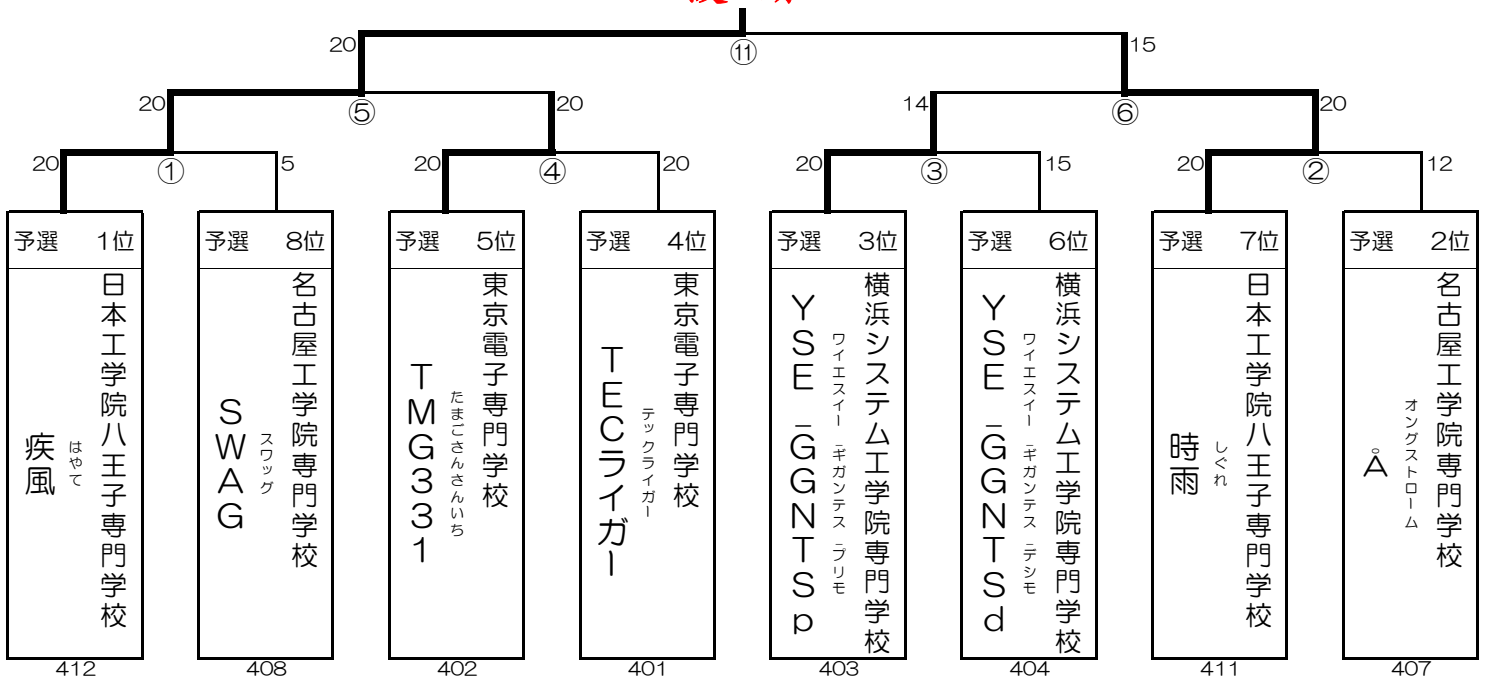 20
⑪
15
20
⑤
20
14
⑥
20
20
①
5
20
④
20
20
③
15
20
②
12
予選 1位
日本工学院八王子専門学校
はやて
疾風
412
予選 8位
名古屋工学院専門学校
スワッグ
SWAG
408
予選 5位
東京電子専門学校
たまごさんさんいち
TMG331
402
予選 4位
東京電子専門学校
テックライガー
TECライガー
401
予選 3位
横浜システム工学院専門学校
ワイエスイー _ギガンテス _プリモ
YSE_GGNTSp
403
予選 6位
横浜システム工学院専門学校
ワイエスイー _ギガンテス _デシモ
YSE_GGNTSd
404
予選 7位
日本工学院八王子専門学校
しぐれ
時雨
411
予選 2位
名古屋工学院専門学校
オングストローム
Å
407